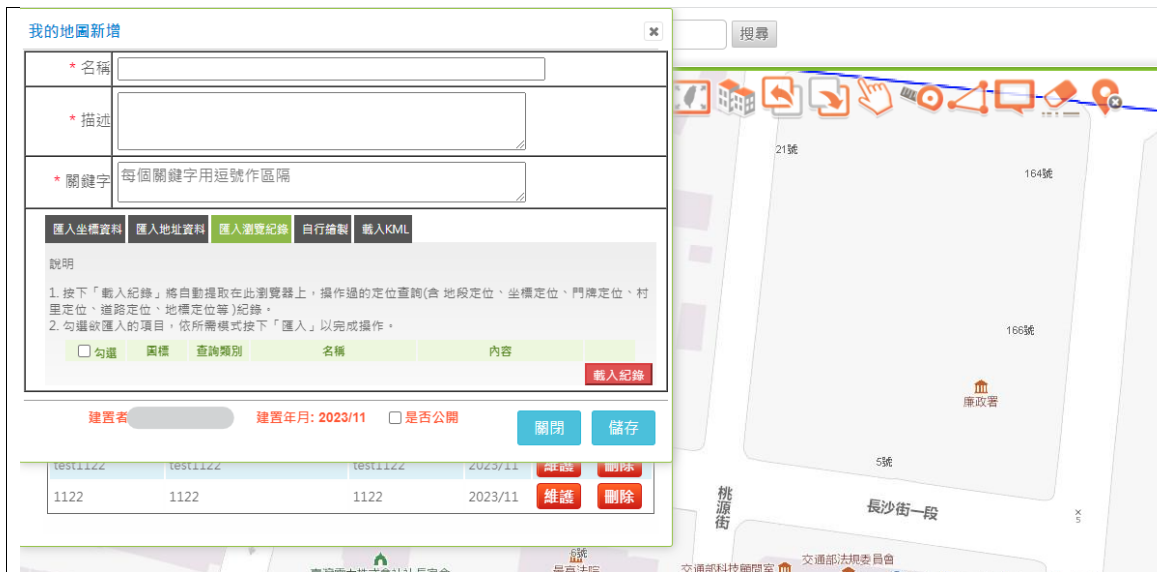 我的地圖新增
搜尋
* 名稱
* 描述
* 關鍵字 每個關鍵字用逗號作區隔
匯入坐標資料 匯入地址資料 匯入瀏覽紀錄 自行繪製 載入KML
說明
1. 按下「載入紀錄」將自動提取在此瀏覽器上，操作過的定位查詢(含 地段定位、坐標定位、門牌定位、村
里定位、道路定位、地標定位等)紀錄。
2. 勾選欲匯入的項目，依所需模式按下「匯入」以完成操作。
勾選 圖標 查詢類別 名稱 內容
載入紀錄
建置者 建置年月: 2023/11 是否公開
關閉 儲存
test1122 test1122 test1122 2023/11 維護 刪除
1122 1122 1122 2023/11 維護 刪除
21號
164號
166號
廉政署
5號
桃源街
長沙街一段
5
6號
最高法院
交通部科技顧問室
交通部法規委員會